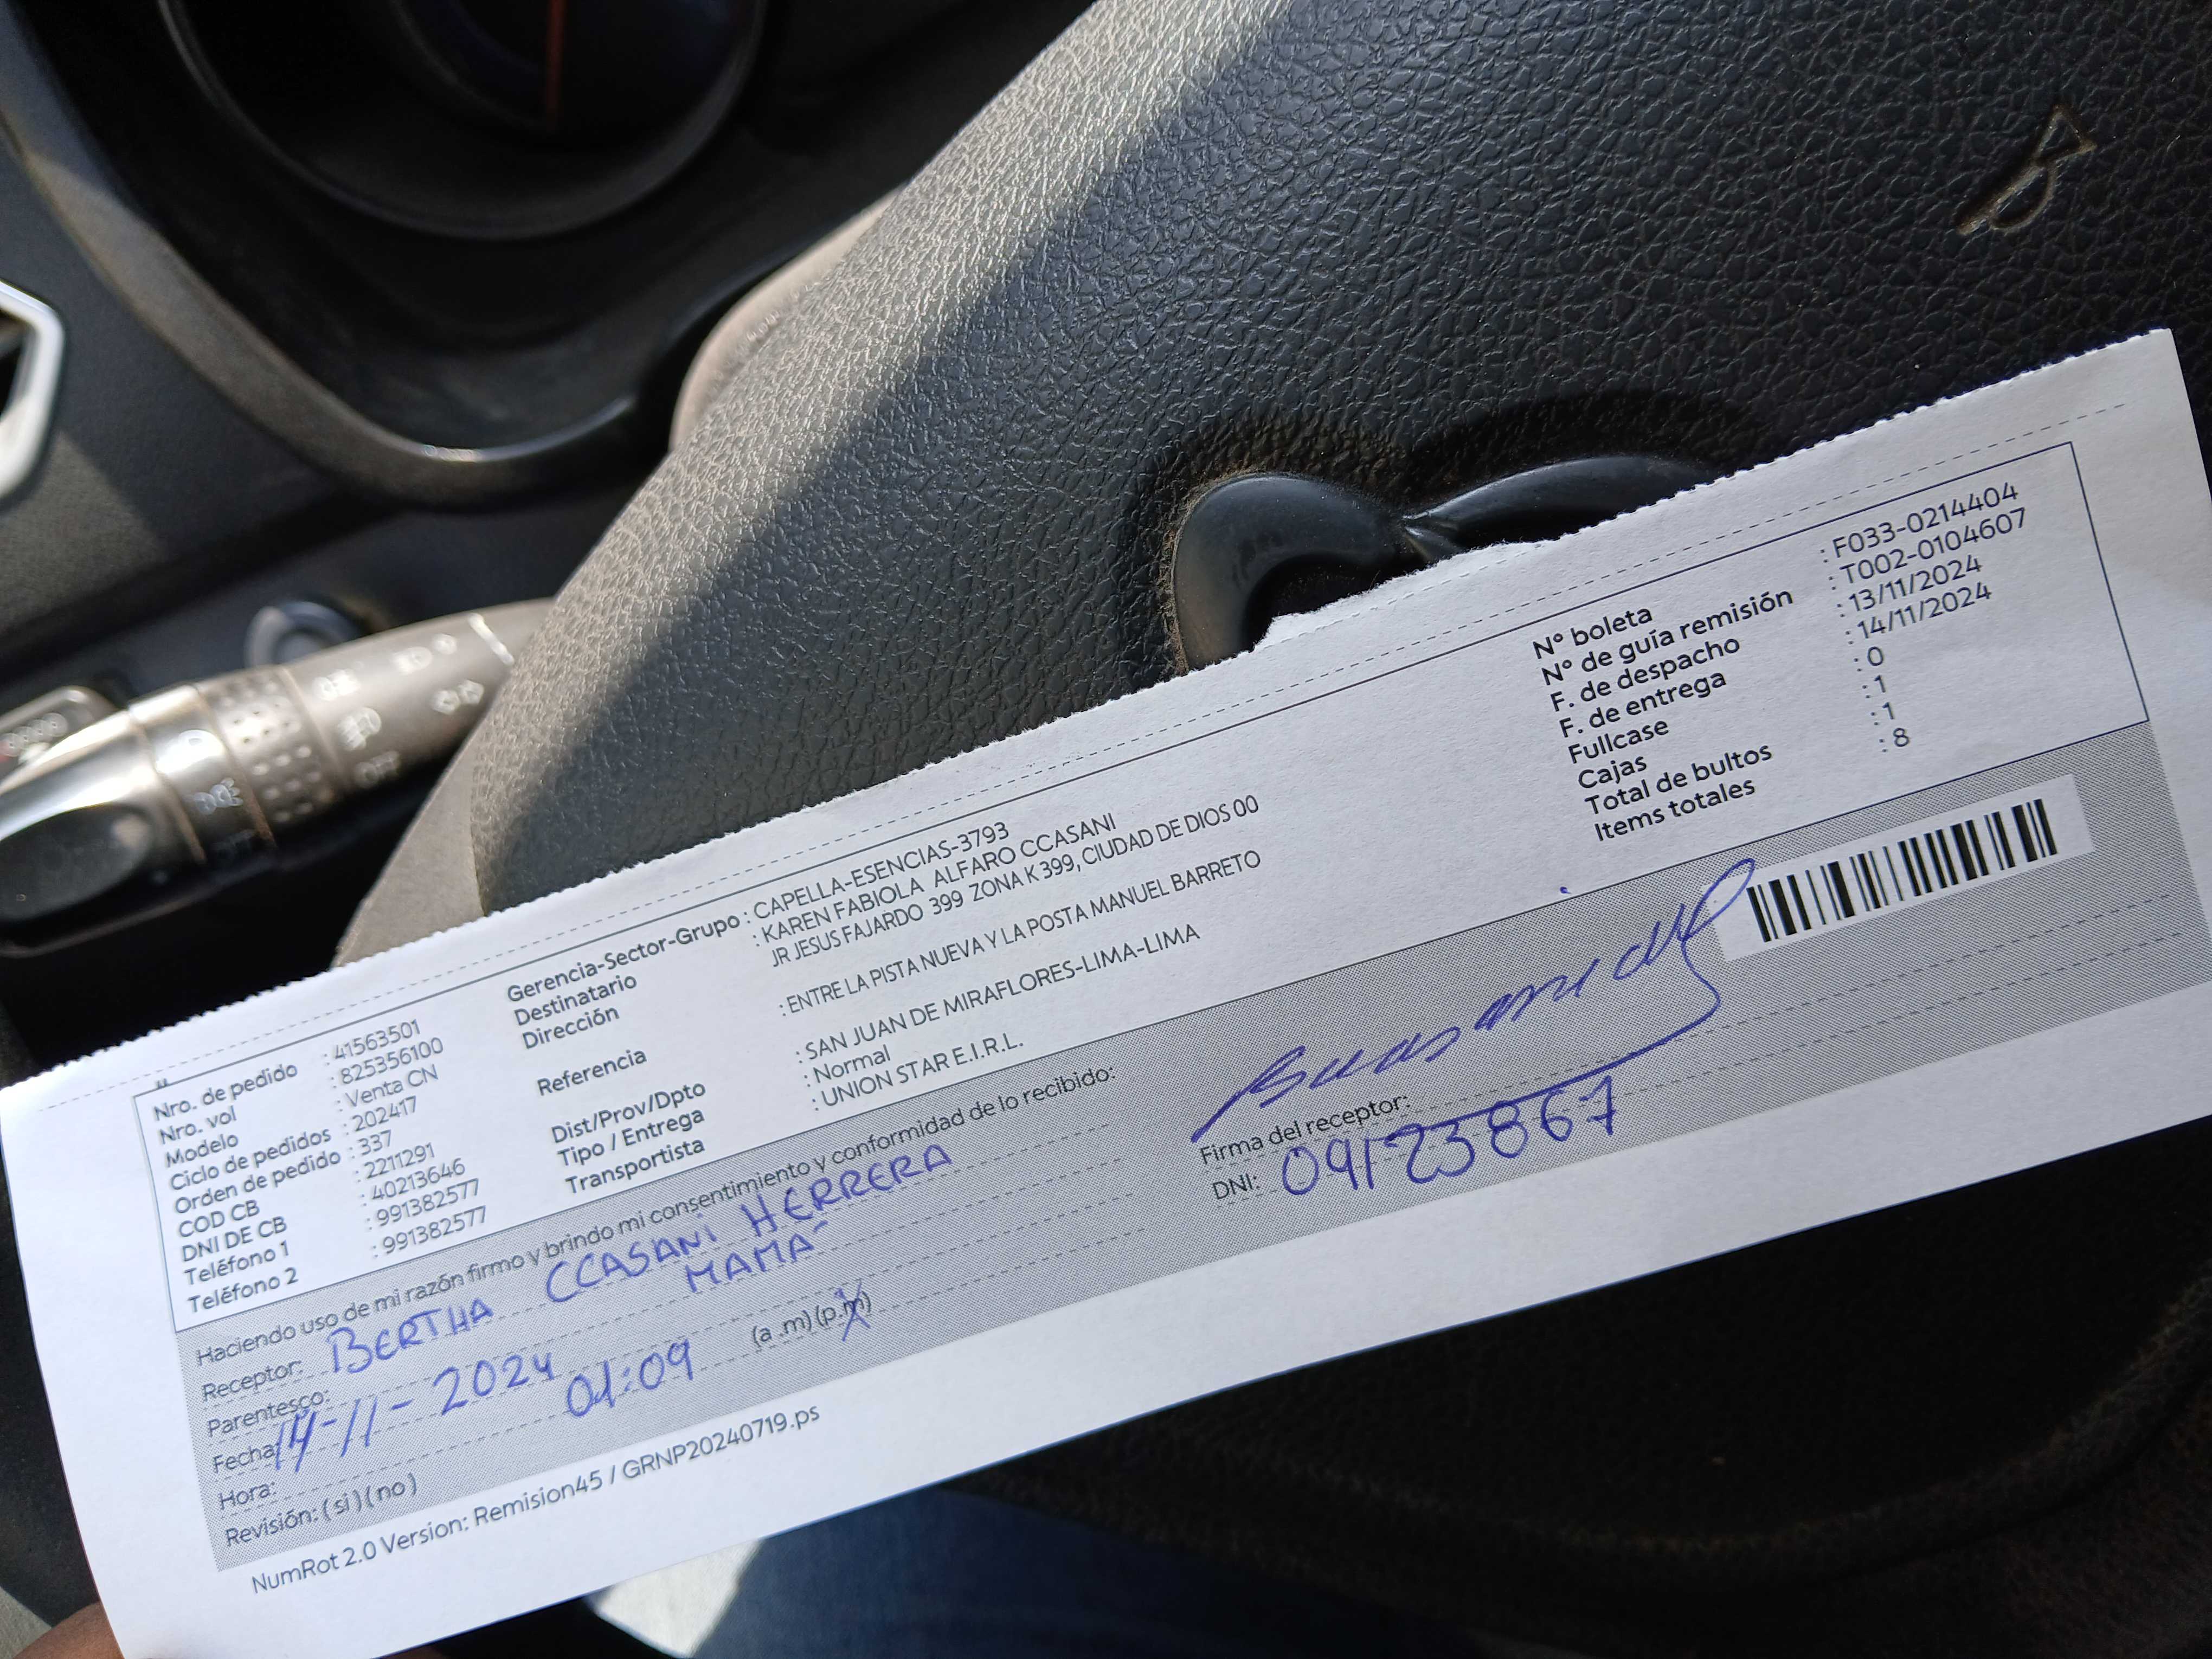 Nro. de pedido : 41563501
Nro. vol : 825356100
Modelo : Venta CN
Ciclo de pedidos : 202417
Orden de pedido : 337
COD CB : 2211291
DNI DE CB : 40213646
Teléfono 1 : 991382577
Teléfono 2 : 991382577
Gerencia-Sector-Grupo : CAPELLA-ESENCIAS-3793
Destinatario : KAREN FABIOLA ALFARO CCASANI
Dirección JR JESUS FAJARDO 399 ZONA K 399, CIUDAD DE DIOS 00
Referencia : ENTRE LA PISTA NUEVA Y LA POSTA MANUEL BARRETO
Dist/Prov/Dpto : SAN JUAN DE MIRAFLORES-LIMA-LIMA
Tipo / Entrega : Normal
Transportista : UNION STAR E.I.R.L.
N° boleta : F033-0214404
N° de guía remisión : T002-0104607
F. de despacho : 13/11/2024
F. de entrega : 14/11/2024
Fullcase : 0
Cajas : 1
Total de bultos : 1
Items totales : 8
Haciendo uso de mi razón firmo y brindo mi consentimiento y conformidad de lo recibido:
Receptor: BERTHA CCASANI HERRERA
Parentesco: MAMÁ
Fecha: 14-11-2024
Hora: 01:09 (a .m) (p.m)
Revisión: ( si ) ( no )
Firma del receptor:
DNI: 09123867
NumRot 2.0 Version: Remision45 / GRNP20240719.ps